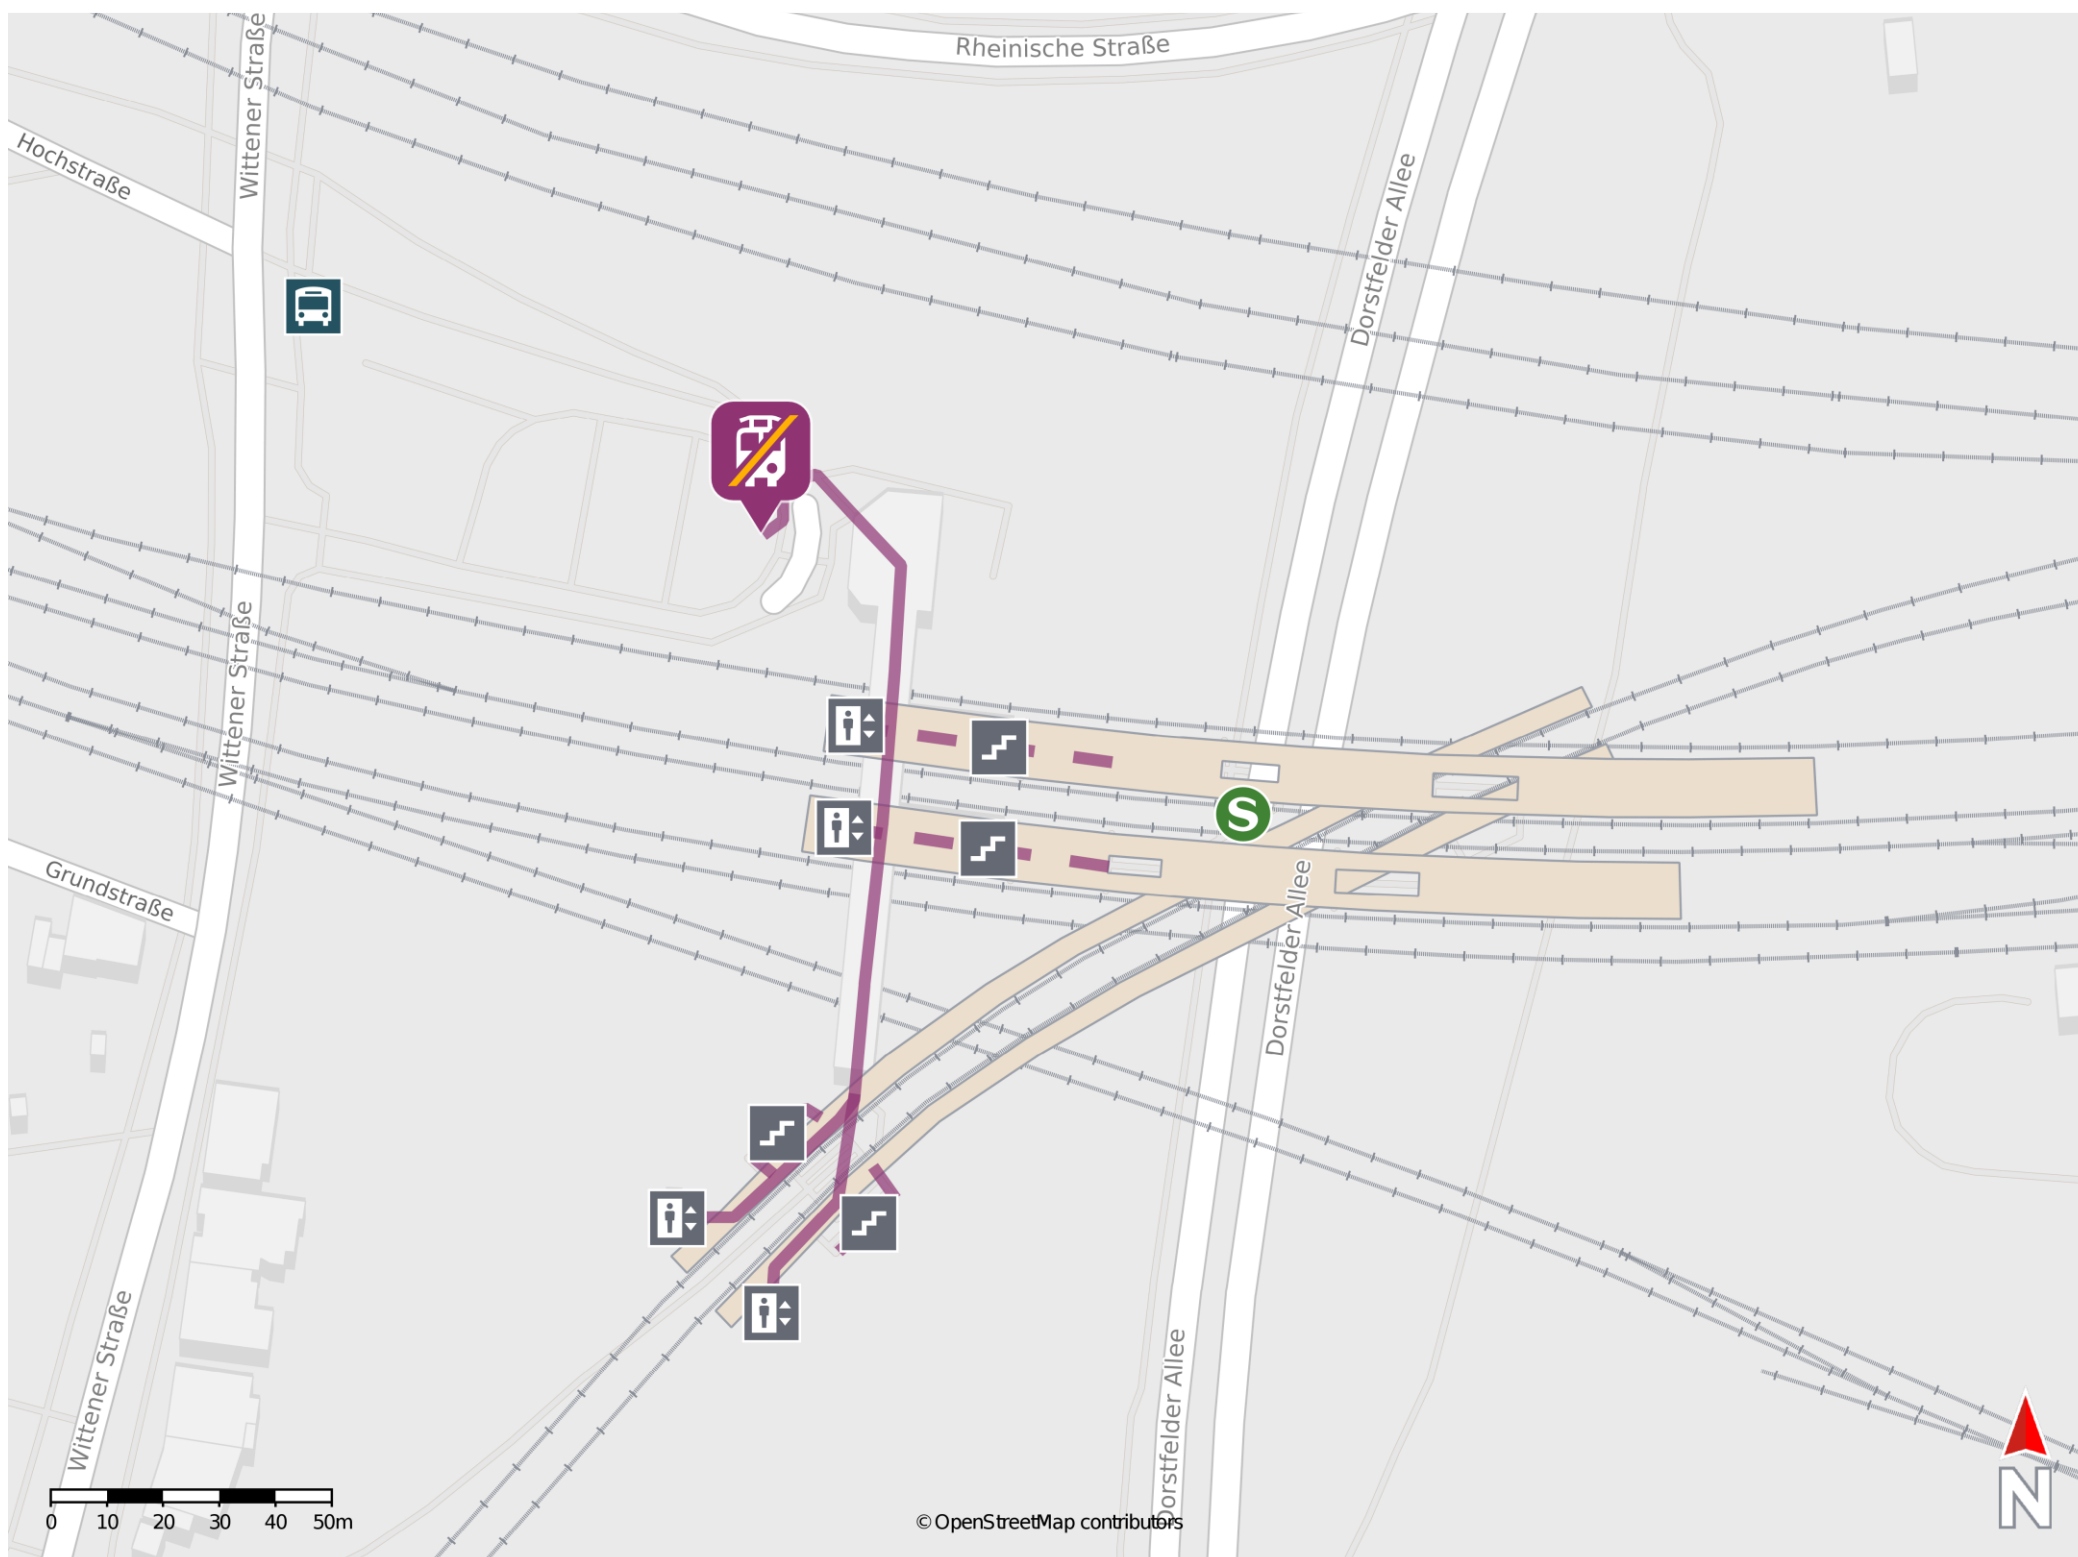 Rheinische Straße
Wittener Straße
Hochstraße
Dorstfelder Allee
S
Wittener Straße
Grundstraße
Dorstfelder Allee
Wittener Straße
Dorstfelder Allee
0 10 20 30 40 50m
© OpenStreetMap contributors
N